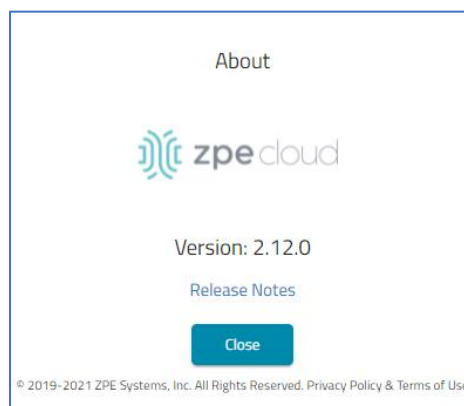 About
zpe cloud
Version: 2.12.0
Release Notes
Close
© 2019-2021 ZPE Systems, Inc. All Rights Reserved. Privacy Policy & Terms of Use